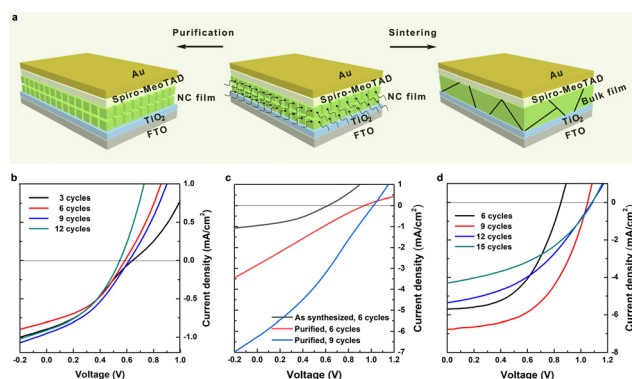 a
Purification
Sintering
Au
Spiro-MeoTAD
NC film
TiO2
FTO
Au
Spiro-MeoTAD
NC film
TiO2
FTO
Au
Spiro-MeoTAD
Bulk film
TiO2
FTO
b
3 cycles
6 cycles
9 cycles
12 cycles
1.0
0.5
0.0
-0.5
-1.0
Current density (mA/cm2)
-0.2 0.0 0.2 0.4 0.6 0.8 1.0
Voltage (V)
c
As synthesized, 6 cycles
Purified, 6 cycles
Purified, 9 cycles
1
0
-1
-2
-3
-4
-5
-6
-7
Current density (mA/cm2)
-0.2 0.0 0.2 0.4 0.6 0.8 1.0 1.2
Voltage (V)
d
6 cycles
9 cycles
12 cycles
15 cycles
0
-2
-4
-6
-8
Current density (mA/cm2)
0.0 0.2 0.4 0.6 0.8 1.0 1.2
Voltage (V)